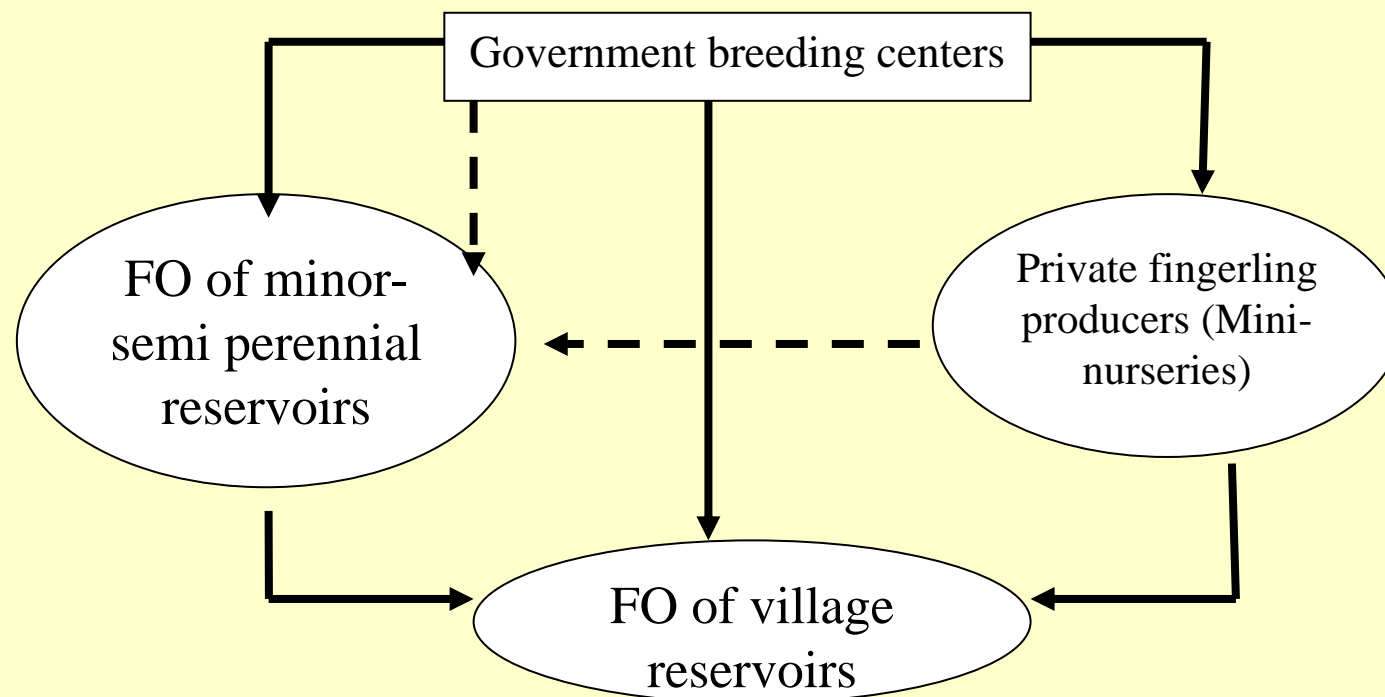 Government breeding centers
FO of minor-
semi perennial
reservoirs
Private fingerling
producers (Mini-
nurseries)
FO of village
reservoirs